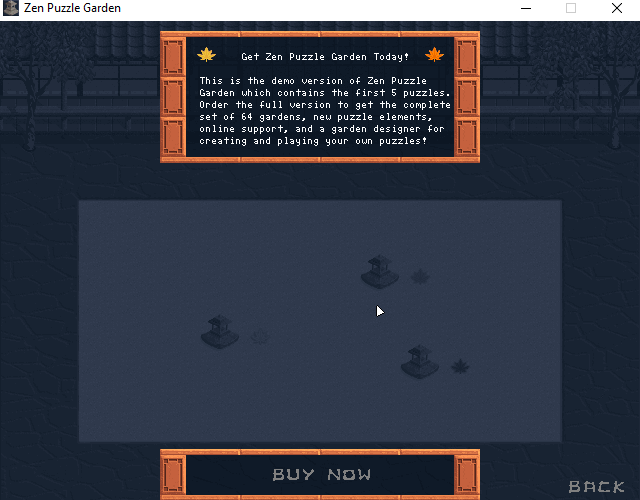 Zen Puzzle Garden
Get Zen Puzzle Garden Today!
This is the demo version of Zen Puzzle
Garden which contains the first 5 puzzles.
Order the full version to get the complete
set of 64 gardens, new puzzle elements,
online support, and a garden designer for
creating and playing your own puzzles!
BUY NOW
BACK